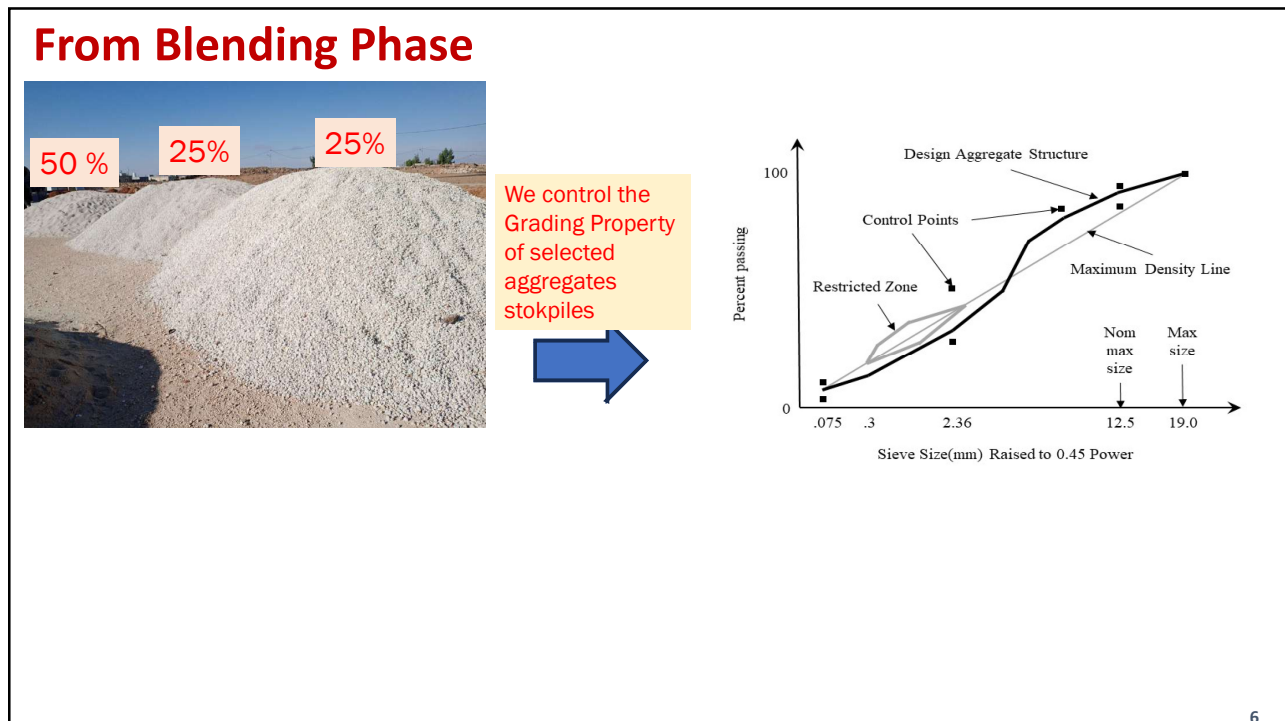 From Blending Phase
50 %
25%
25%
We control the
Grading Property
of selected
aggregates
stokpiles
Design Aggregate Structure
100
Control Points
Percent passing
Maximum Density Line
Restricted Zone
Nom
max
size
Max
size
0
.075 .3 2.36 12.5 19.0
Sieve Size(mm) Raised to 0.45 Power
6